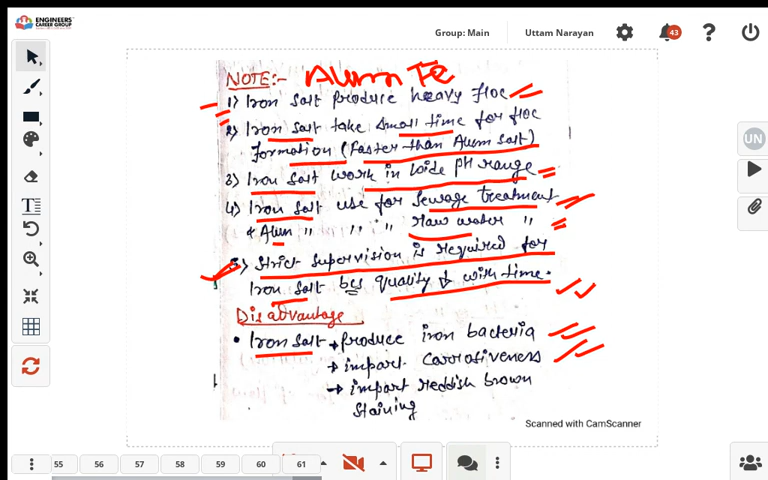 ENGINEERS
CAREER GROUP
Group: Main
Uttam Narayan
43
?
UN
NOTE:- Alum Fe
1) Iron salt produce heavy floc
2) Iron salt take small time for floc
formation (faster than Alum salt)
3) Iron salt work in wide PH range
4) Iron salt use for sewage treatment
& Alum " " " raw water "
5) Strict supervision is required for
Iron salt bcs quality ↓ with time.
Disadvantage
• Iron salt → produce iron bacteria
→ impart corrosiveness
→ impart reddish brown
staining
Scanned with CamScanner
55 56 57 58 59 60 61